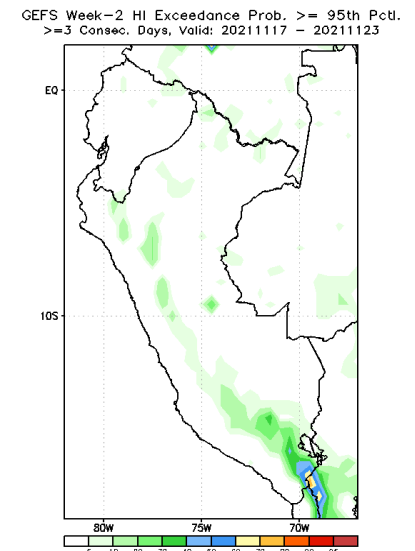 GEFS Week-2 HI Exceedance Prob. >= 95th Pctl.
>=3 Consec. Days, Valid: 20211117 - 20211123
EQ
10S
80W 75W 70W